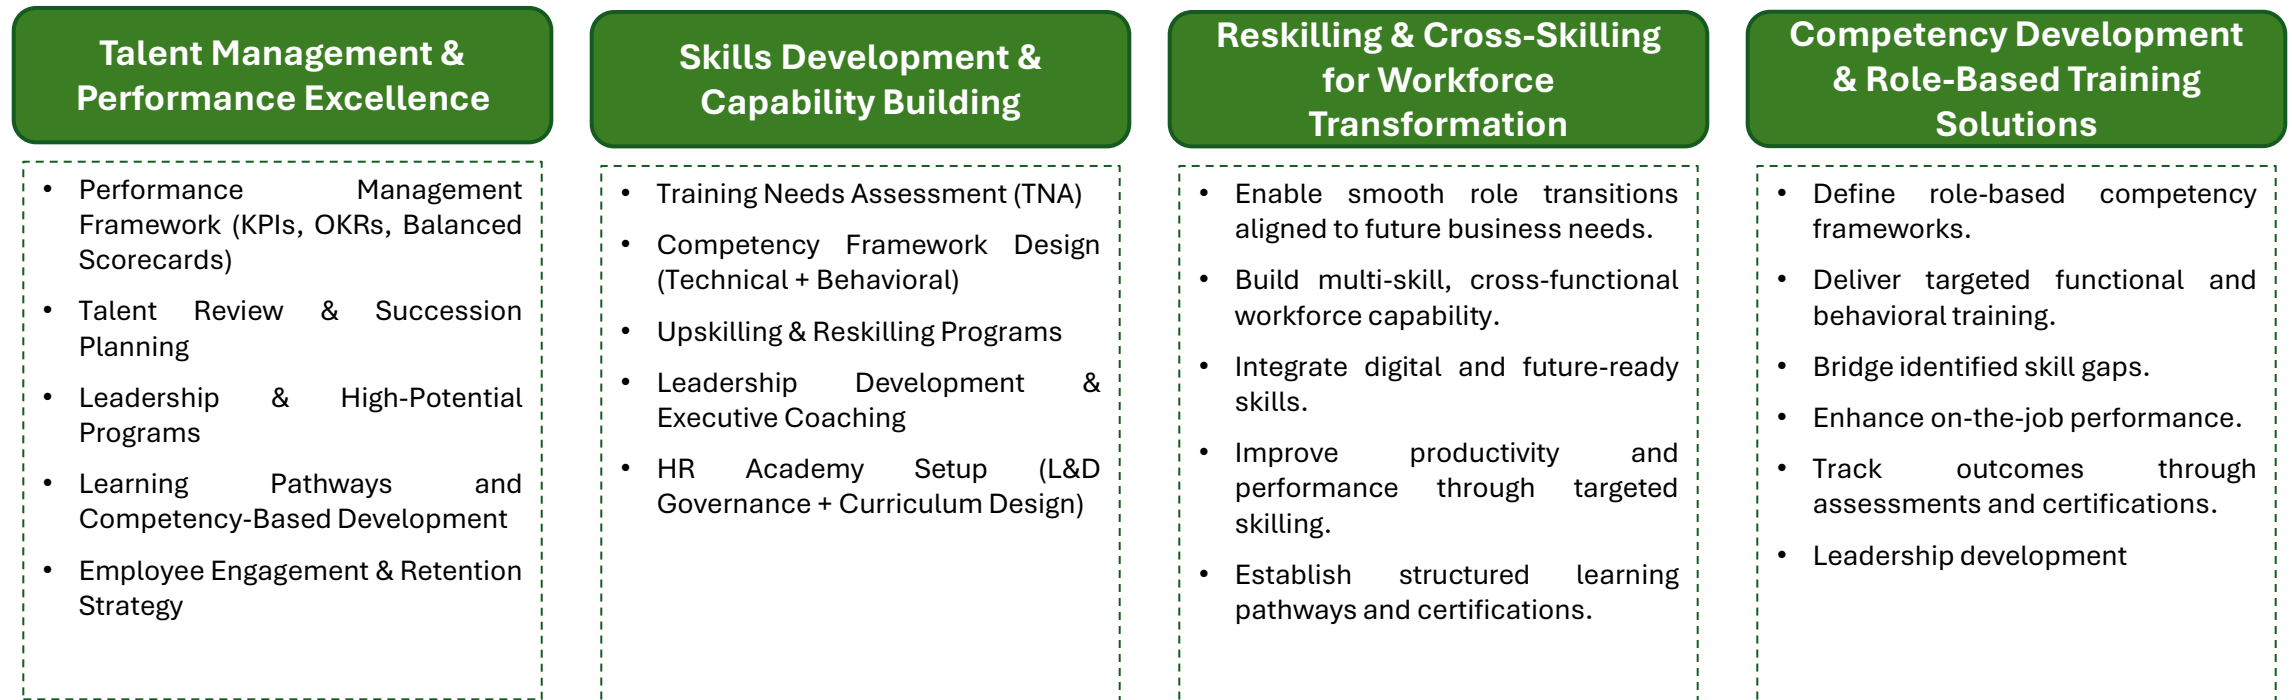 Talent Management &
Performance Excellence
• Performance Management
Framework (KPIs, OKRs, Balanced
Scorecards)
• Talent Review & Succession
Planning
• Leadership & High-Potential
Programs
• Learning Pathways and
Competency-Based Development
• Employee Engagement & Retention
Strategy
Skills Development &
Capability Building
• Training Needs Assessment (TNA)
• Competency Framework Design
(Technical + Behavioral)
• Upskilling & Reskilling Programs
• Leadership Development &
Executive Coaching
• HR Academy Setup (L&D
Governance + Curriculum Design)
Reskilling & Cross-Skilling
for Workforce
Transformation
• Enable smooth role transitions
aligned to future business needs.
• Build multi-skill, cross-functional
workforce capability.
• Integrate digital and future-ready
skills.
• Improve productivity and
performance through targeted
skilling.
• Establish structured learning
pathways and certifications.
Competency Development
& Role-Based Training
Solutions
• Define role-based competency
frameworks.
• Deliver targeted functional and
behavioral training.
• Bridge identified skill gaps.
• Enhance on-the-job performance.
• Track outcomes through
assessments and certifications.
• Leadership development